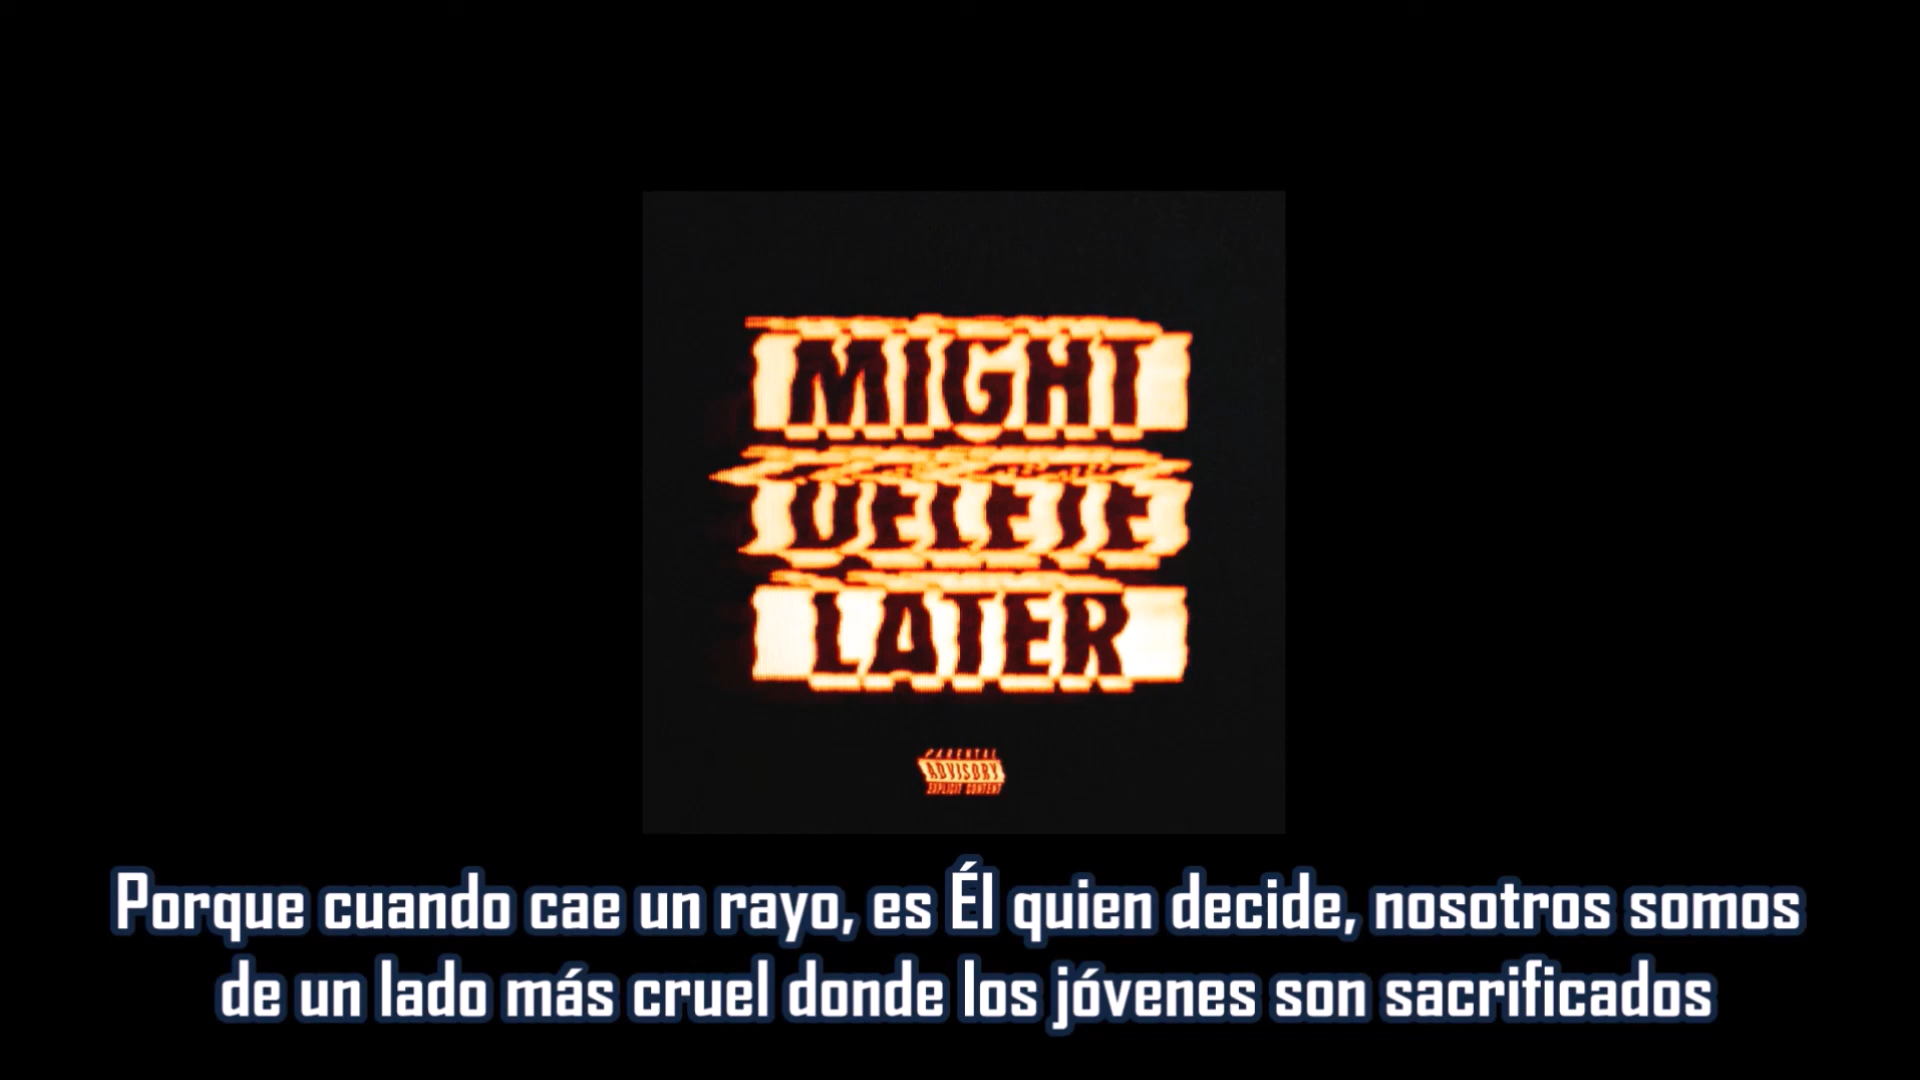 MIGHT
DELETE
LATER
PARENTAL
ADVISORY
EXPLICIT CONTENT
Porque cuando cae un rayo, es Él quien decide, nosotros somos
de un lado más cruel donde los jóvenes son sacrificados